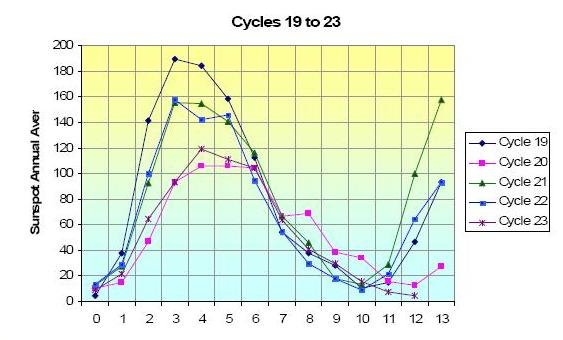 Cycles 19 to 23
Sunspot Annual Aver
200
180
160
140
120
100
80
60
40
20
0
0 1 2 3 4 5 6 7 8 9 10 11 12 13
Cycle 19
Cycle 20
Cycle 21
Cycle 22
Cycle 23